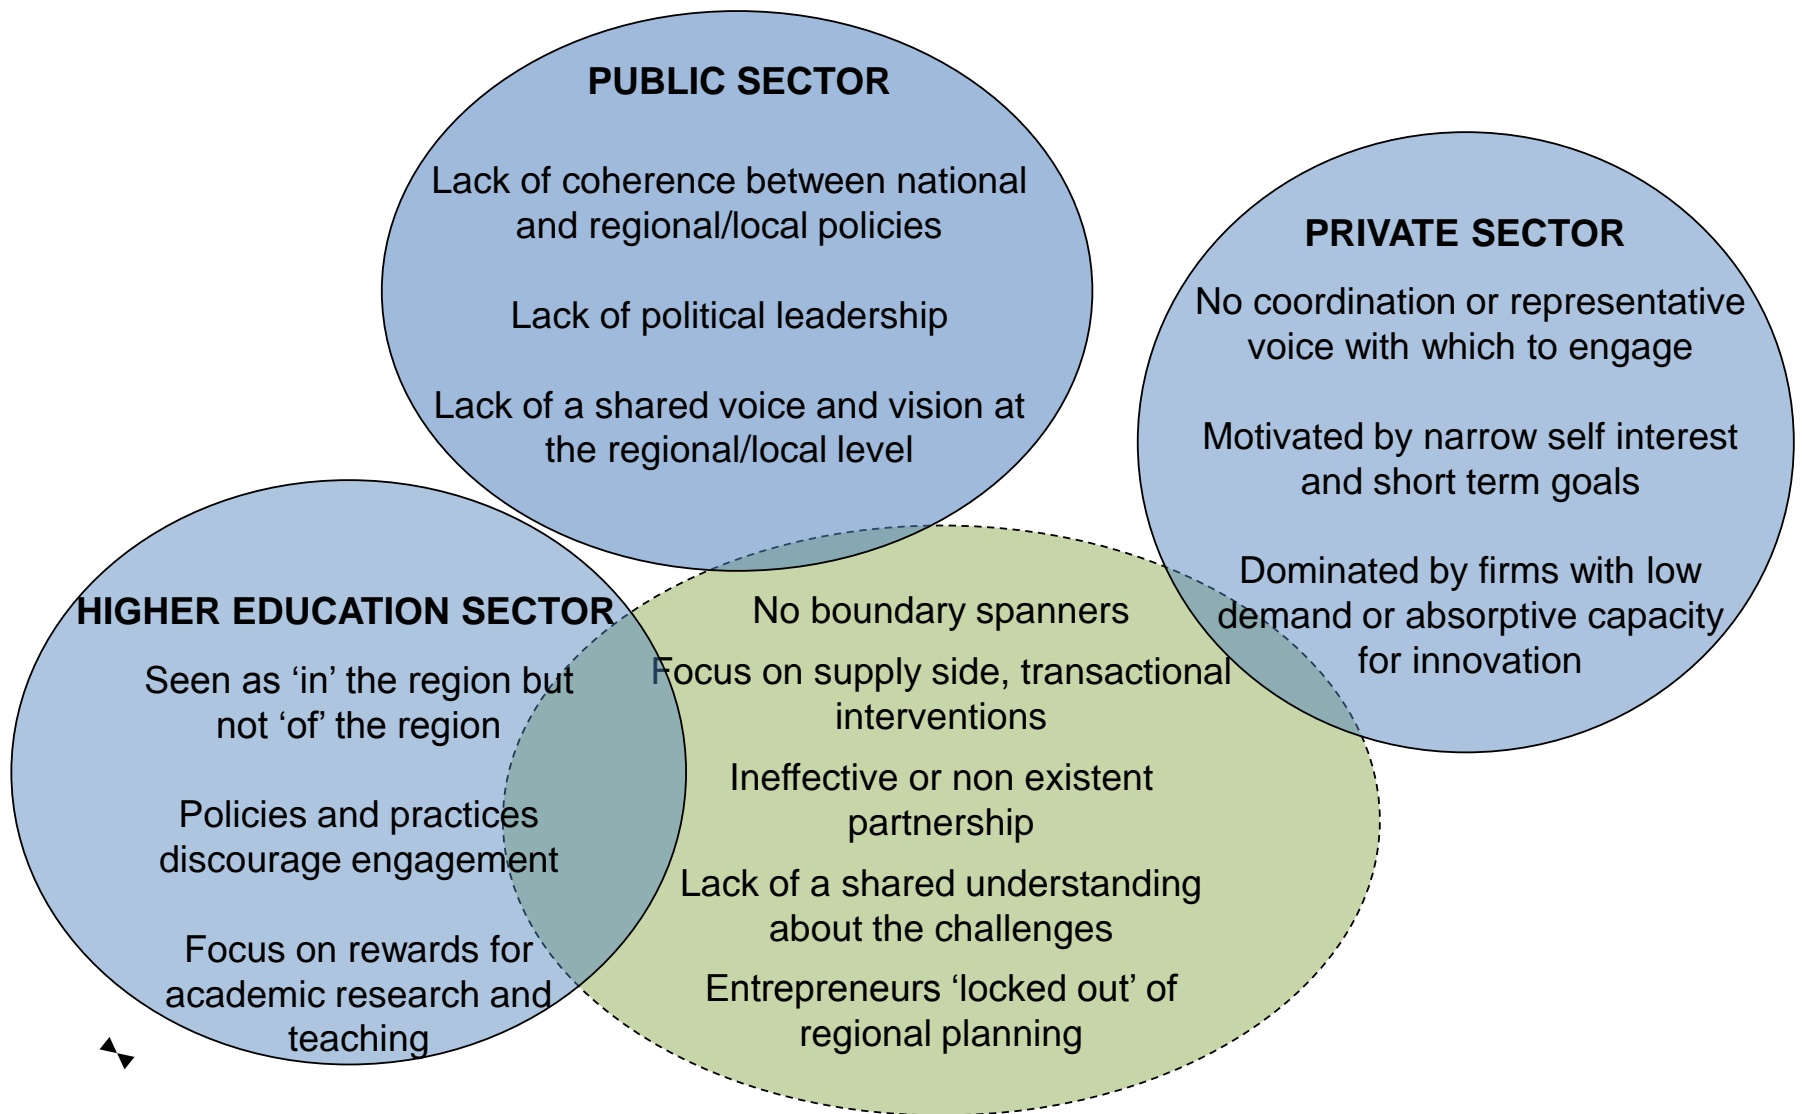 PUBLIC SECTOR
Lack of coherence between national
and regional/local policies
Lack of political leadership
Lack of a shared voice and vision at
the regional/local level
PRIVATE SECTOR
No coordination or representative
voice with which to engage
Motivated by narrow self interest
and short term goals
Dominated by firms with low
demand or absorptive capacity
for innovation
HIGHER EDUCATION SECTOR
Seen as ‘in’ the region but
not ‘of’ the region
Policies and practices
discourage engagement
Focus on rewards for
academic research and
teaching
No boundary spanners
Focus on supply side, transactional
interventions
Ineffective or non existent
partnership
Lack of a shared understanding
about the challenges
Entrepreneurs ‘locked out’ of
regional planning